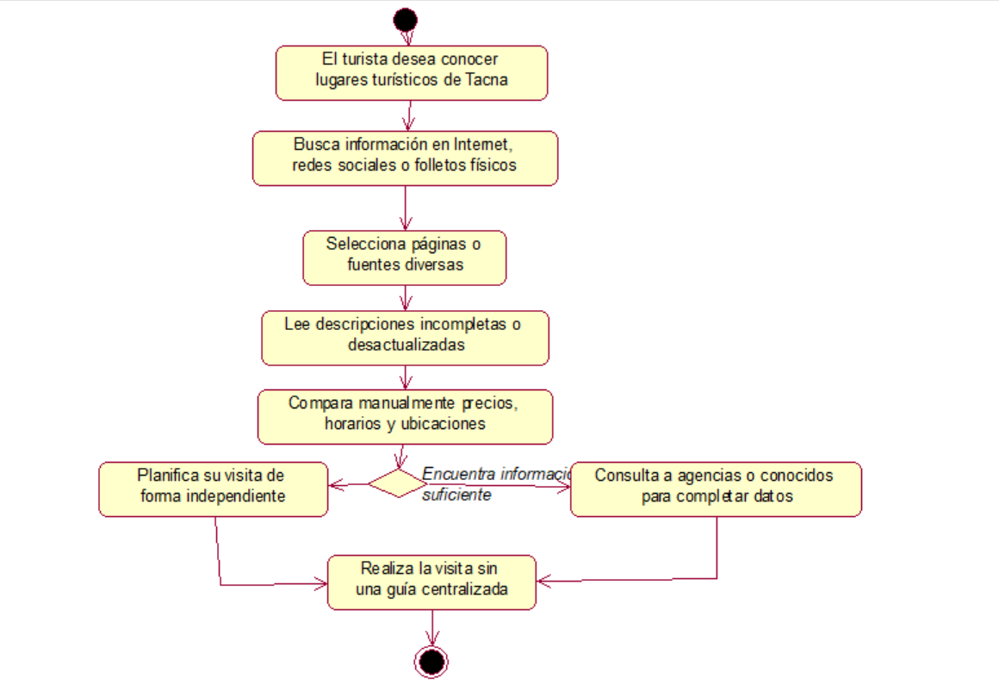 El turista desea conocer
lugares turísticos de Tacna
Busca información en Internet,
redes sociales o folletos físicos
Selecciona páginas o
fuentes diversas
Lee descripciones incompletas o
desactualizadas
Compara manualmente precios,
horarios y ubicaciones
Planifica su visita de
forma independiente
Encuentra informació
suficiente
Consulta a agencias o conocidos
para completar datos
Realiza la visita sin
una guía centralizada